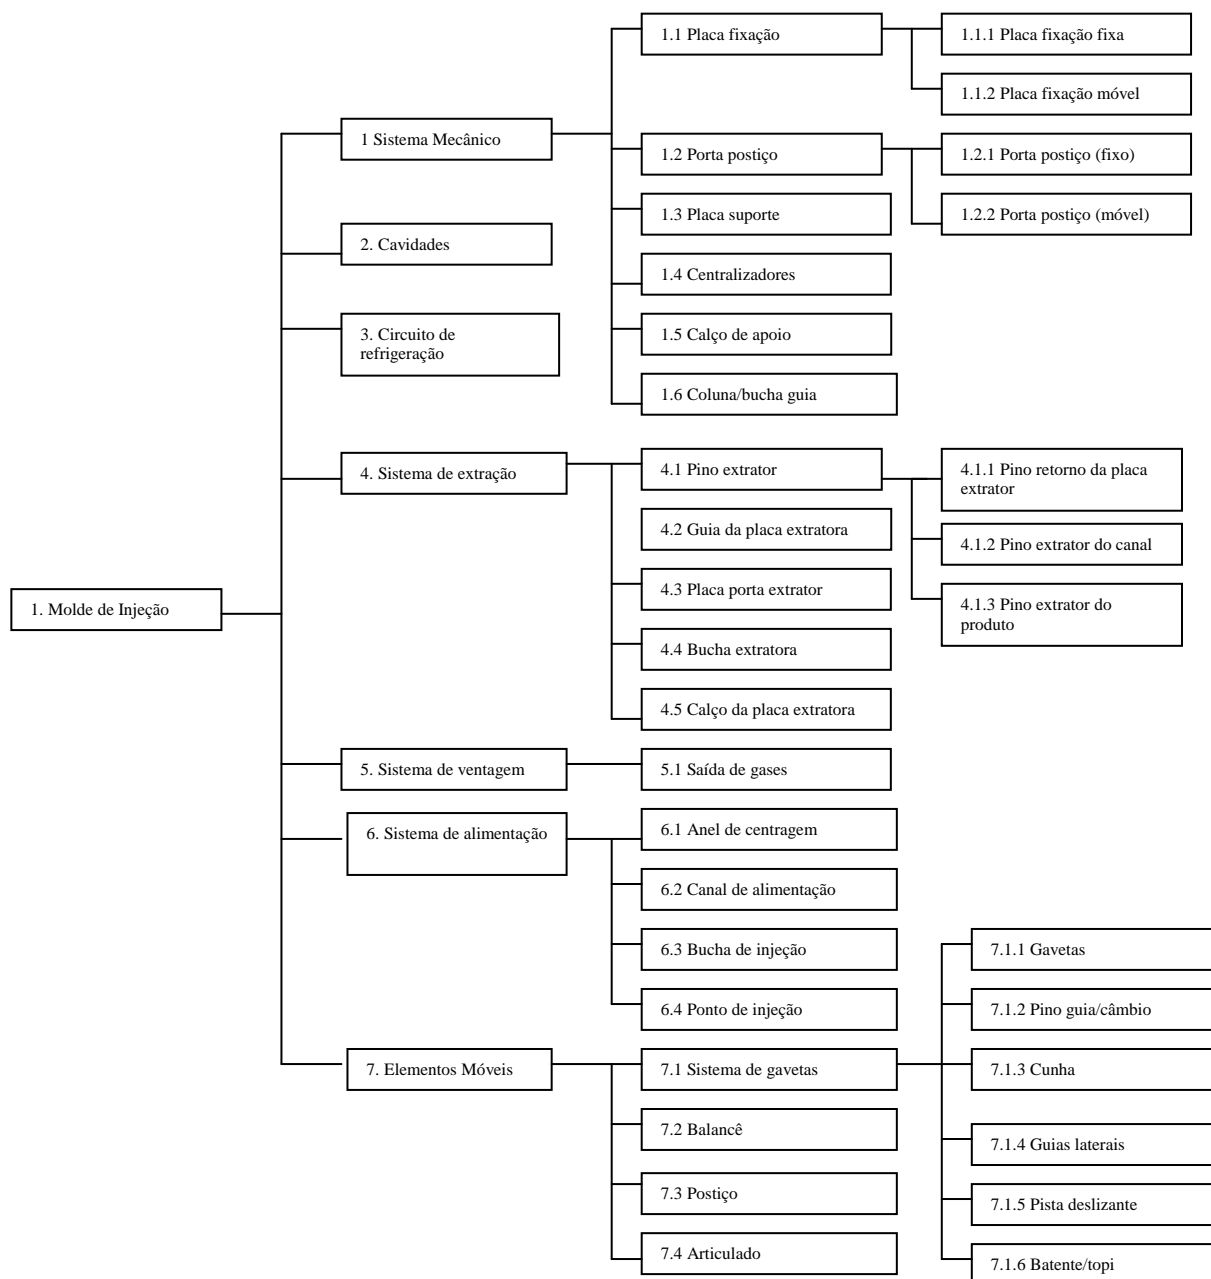 1. Molde de Injeção
1 Sistema Mecânico
1.1 Placa fixação
1.1.1 Placa fixação fixa
1.1.2 Placa fixação móvel
1.2 Porta postiço
1.2.1 Porta postiço (fixo)
1.2.2 Porta postiço (móvel)
1.3 Placa suporte
1.4 Centralizadores
1.5 Calço de apoio
1.6 Coluna/bucha guia
2. Cavidades
3. Circuito de
refrigeração
4. Sistema de extração
4.1 Pino extrator
4.1.1 Pino retorno da placa
extrator
4.1.2 Pino extrator do canal
4.1.3 Pino extrator do
produto
4.2 Guia da placa extratora
4.3 Placa porta extrator
4.4 Bucha extratora
4.5 Calço da placa extratora
5. Sistema de ventagem
5.1 Saída de gases
6. Sistema de alimentação
6.1 Anel de centragem
6.2 Canal de alimentação
6.3 Bucha de injeção
6.4 Ponto de injeção
7. Elementos Móveis
7.1 Sistema de gavetas
7.1.1 Gavetas
7.1.2 Pino guia/câmbio
7.1.3 Cunha
7.1.4 Guias laterais
7.1.5 Pista deslizante
7.1.6 Batente/topi
7.2 Balancê
7.3 Postiço
7.4 Articulado